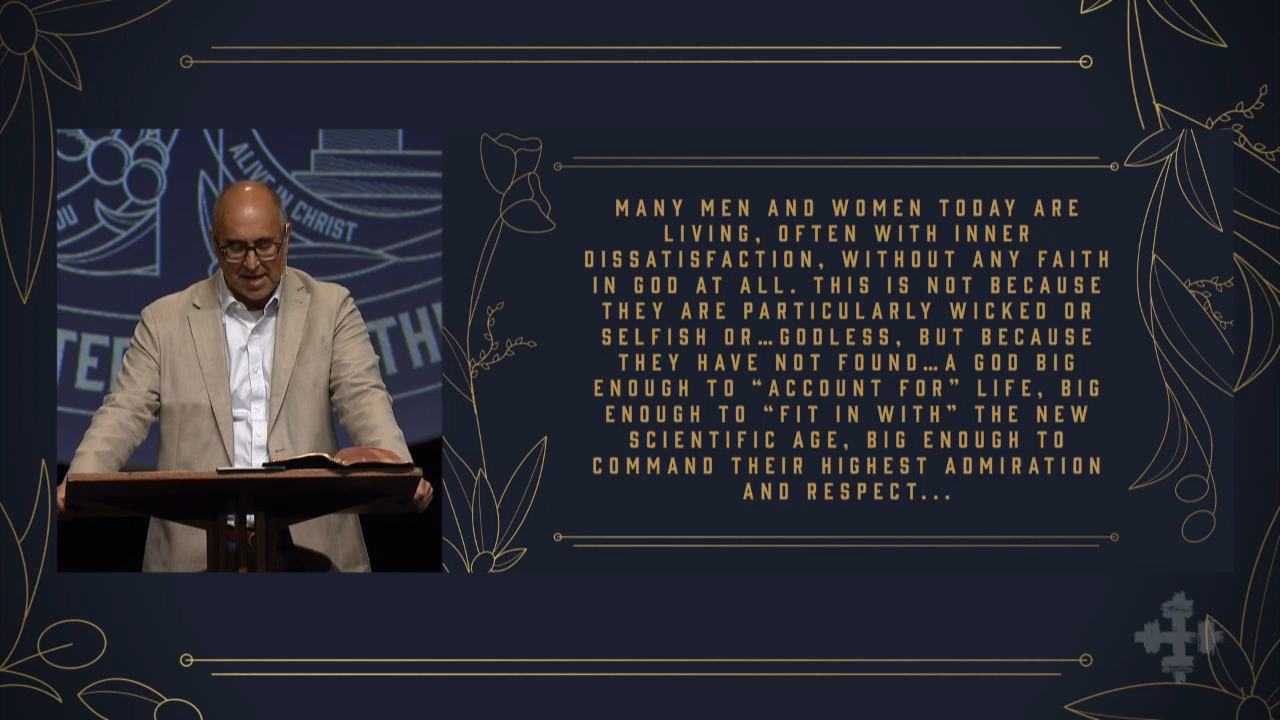 ALIVE IN CHRIST
OU
TER
TH
MANY MEN AND WOMEN TODAY ARE
LIVING, OFTEN WITH INNER
DISSATISFACTION, WITHOUT ANY FAITH
IN GOD AT ALL. THIS IS NOT BECAUSE
THEY ARE PARTICULARLY WICKED OR
SELFISH OR…GODLESS, BUT BECAUSE
THEY HAVE NOT FOUND…A GOD BIG
ENOUGH TO “ACCOUNT FOR” LIFE, BIG
ENOUGH TO “FIT IN WITH” THE NEW
SCIENTIFIC AGE, BIG ENOUGH TO
COMMAND THEIR HIGHEST ADMIRATION
AND RESPECT...